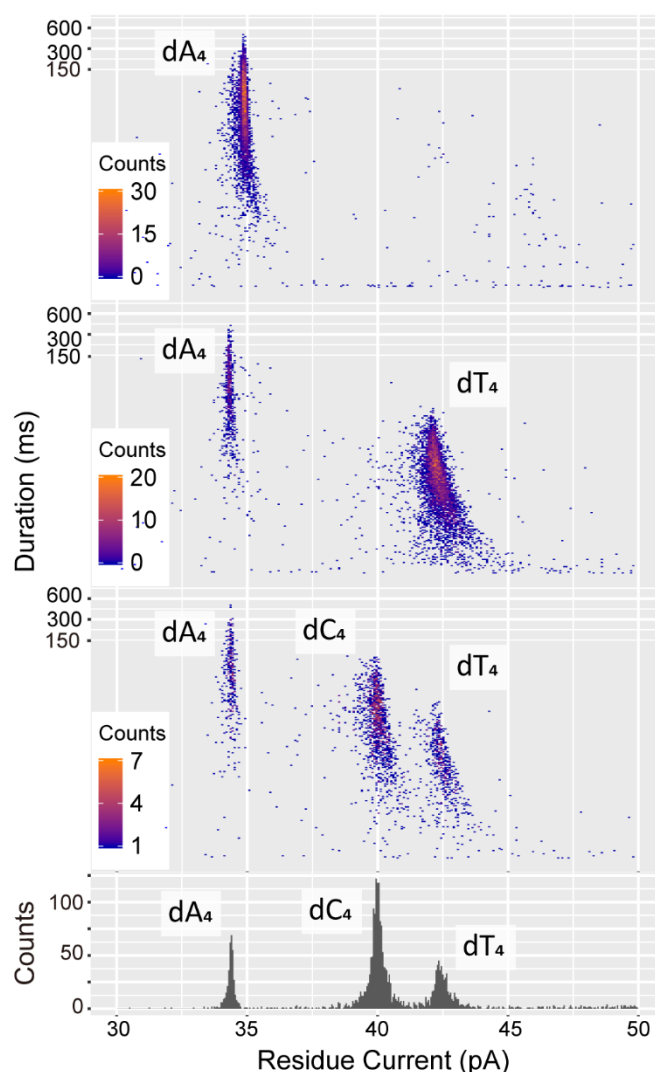 600
300
150
dA₄
Counts
30
15
0
600
300
150
dA₄
dT₄
Counts
20
10
0
Duration (ms)
600
300
150
dA₄
dC₄
dT₄
Counts
7
4
1
Counts
100
50
0
dA₄
dC₄
dT₄
30 35 40 45 50
Residue Current (pA)